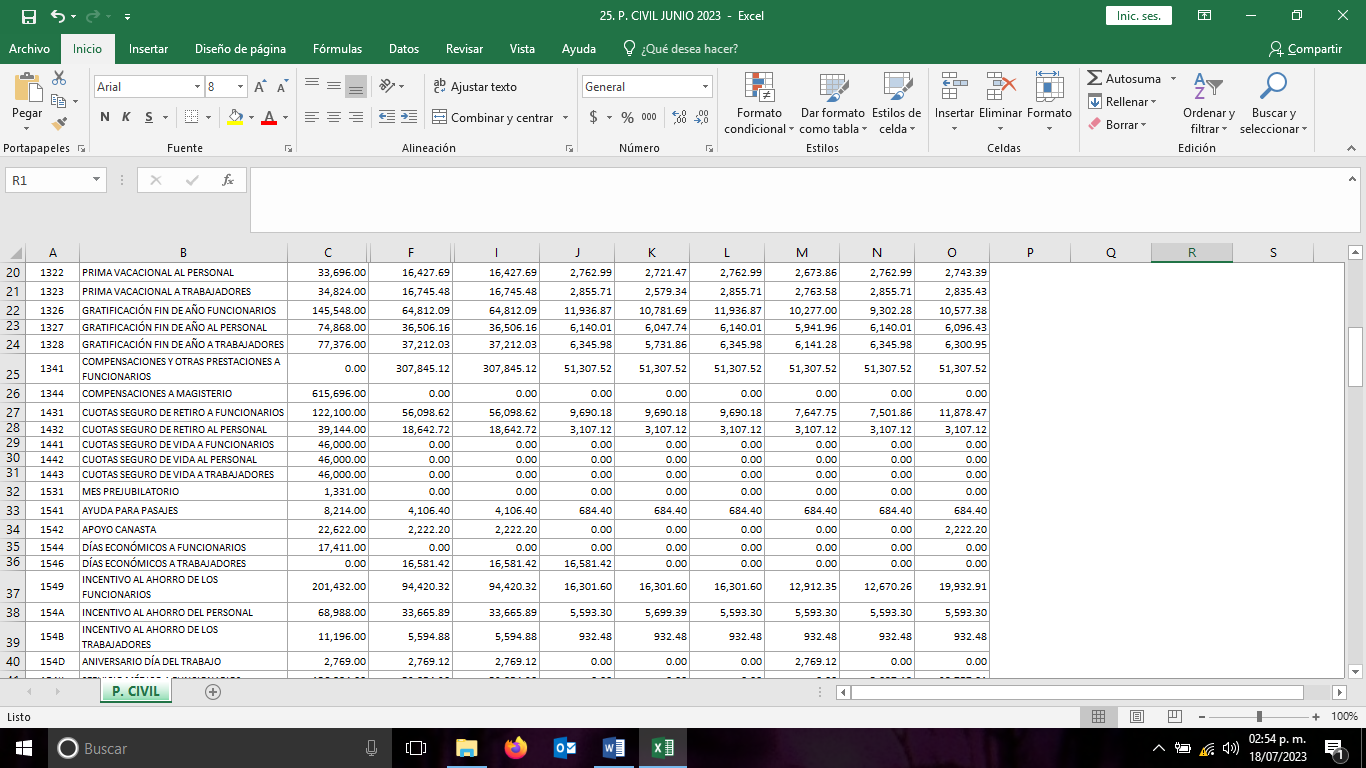 25. P. CIVIL JUNIO 2023 - Excel
Inic. ses.
Archivo Inicio Insertar Diseño de página Fórmulas Datos Revisar Vista Ayuda ¿Qué desea hacer? Compartir
Pegar
Arial 8
Ajustar texto
General
Formato condicional
Dar formato como tabla
Estilos de celda
Insertar Eliminar Formato
Autosuma
Rellenar
Borrar
Ordenar y filtrar
Buscar y seleccionar
N K S
Combinar y centrar
$ % 000
Portapapeles Fuente Alineación Número Estilos Celdas Edición
R1 fx
A B C F I J K L M N O P Q R S
20 1322 PRIMA VACACIONAL AL PERSONAL 33,696.00 16,427.69 16,427.69 2,762.99 2,721.47 2,762.99 2,673.86 2,762.99 2,743.39
21 1323 PRIMA VACACIONAL A TRABAJADORES 34,824.00 16,745.48 16,745.48 2,855.71 2,579.34 2,855.71 2,763.58 2,855.71 2,835.43
22 1326 GRATIFICACIÓN FIN DE AÑO FUNCIONARIOS 145,548.00 64,812.09 64,812.09 11,936.87 10,781.69 11,936.87 10,277.00 9,302.28 10,577.38
23 1327 GRATIFICACIÓN FIN DE AÑO AL PERSONAL 74,868.00 36,506.16 36,506.16 6,140.01 6,047.74 6,140.01 5,941.96 6,140.01 6,096.43
24 1328 GRATIFICACIÓN FIN DE AÑO A TRABAJADORES 77,376.00 37,212.03 37,212.03 6,345.98 5,731.86 6,345.98 6,141.28 6,345.98 6,300.95
25 1341 COMPENSACIONES Y OTRAS PRESTACIONES A
FUNCIONARIOS 0.00 307,845.12 307,845.12 51,307.52 51,307.52 51,307.52 51,307.52 51,307.52 51,307.52
26 1344 COMPENSACIONES A MAGISTERIO 615,696.00 0.00 0.00 0.00 0.00 0.00 0.00 0.00 0.00
27 1431 CUOTAS SEGURO DE RETIRO A FUNCIONARIOS 122,100.00 56,098.62 56,098.62 9,690.18 9,690.18 9,690.18 7,647.75 7,501.86 11,878.47
28 1432 CUOTAS SEGURO DE RETIRO AL PERSONAL 39,144.00 18,642.72 18,642.72 3,107.12 3,107.12 3,107.12 3,107.12 3,107.12 3,107.12
29 1441 CUOTAS SEGURO DE VIDA A FUNCIONARIOS 46,000.00 0.00 0.00 0.00 0.00 0.00 0.00 0.00 0.00
30 1442 CUOTAS SEGURO DE VIDA AL PERSONAL 46,000.00 0.00 0.00 0.00 0.00 0.00 0.00 0.00 0.00
31 1443 CUOTAS SEGURO DE VIDA A TRABAJADORES 46,000.00 0.00 0.00 0.00 0.00 0.00 0.00 0.00 0.00
32 1531 MES PREJUBILATORIO 1,331.00 0.00 0.00 0.00 0.00 0.00 0.00 0.00 0.00
33 1541 AYUDA PARA PASAJES 8,214.00 4,106.40 4,106.40 684.40 684.40 684.40 684.40 684.40 684.40
34 1542 APOYO CANASTA 22,622.00 2,222.20 2,222.20 0.00 0.00 0.00 0.00 0.00 2,222.20
35 1544 DÍAS ECONÓMICOS A FUNCIONARIOS 17,411.00 0.00 0.00 0.00 0.00 0.00 0.00 0.00 0.00
36 1546 DÍAS ECONÓMICOS A TRABAJADORES 0.00 16,581.42 16,581.42 16,581.42 0.00 0.00 0.00 0.00 0.00
37 1549 INCENTIVO AL AHORRO DE LOS
FUNCIONARIOS 201,432.00 94,420.32 94,420.32 16,301.60 16,301.60 16,301.60 12,912.35 12,670.26 19,932.91
38 154A INCENTIVO AL AHORRO DEL PERSONAL 68,988.00 33,665.89 33,665.89 5,593.30 5,699.39 5,593.30 5,593.30 5,593.30 5,593.30
39 154B INCENTIVO AL AHORRO DE LOS
TRABAJADORES 11,196.00 5,594.88 5,594.88 932.48 932.48 932.48 932.48 932.48 932.48
40 154D ANIVERSARIO DÍA DEL TRABAJO 2,769.00 2,769.12 2,769.12 0.00 0.00 0.00 2,769.12 0.00 0.00
P. CIVIL
Listo
100%
Buscar
02:54 p. m.
18/07/2023
1